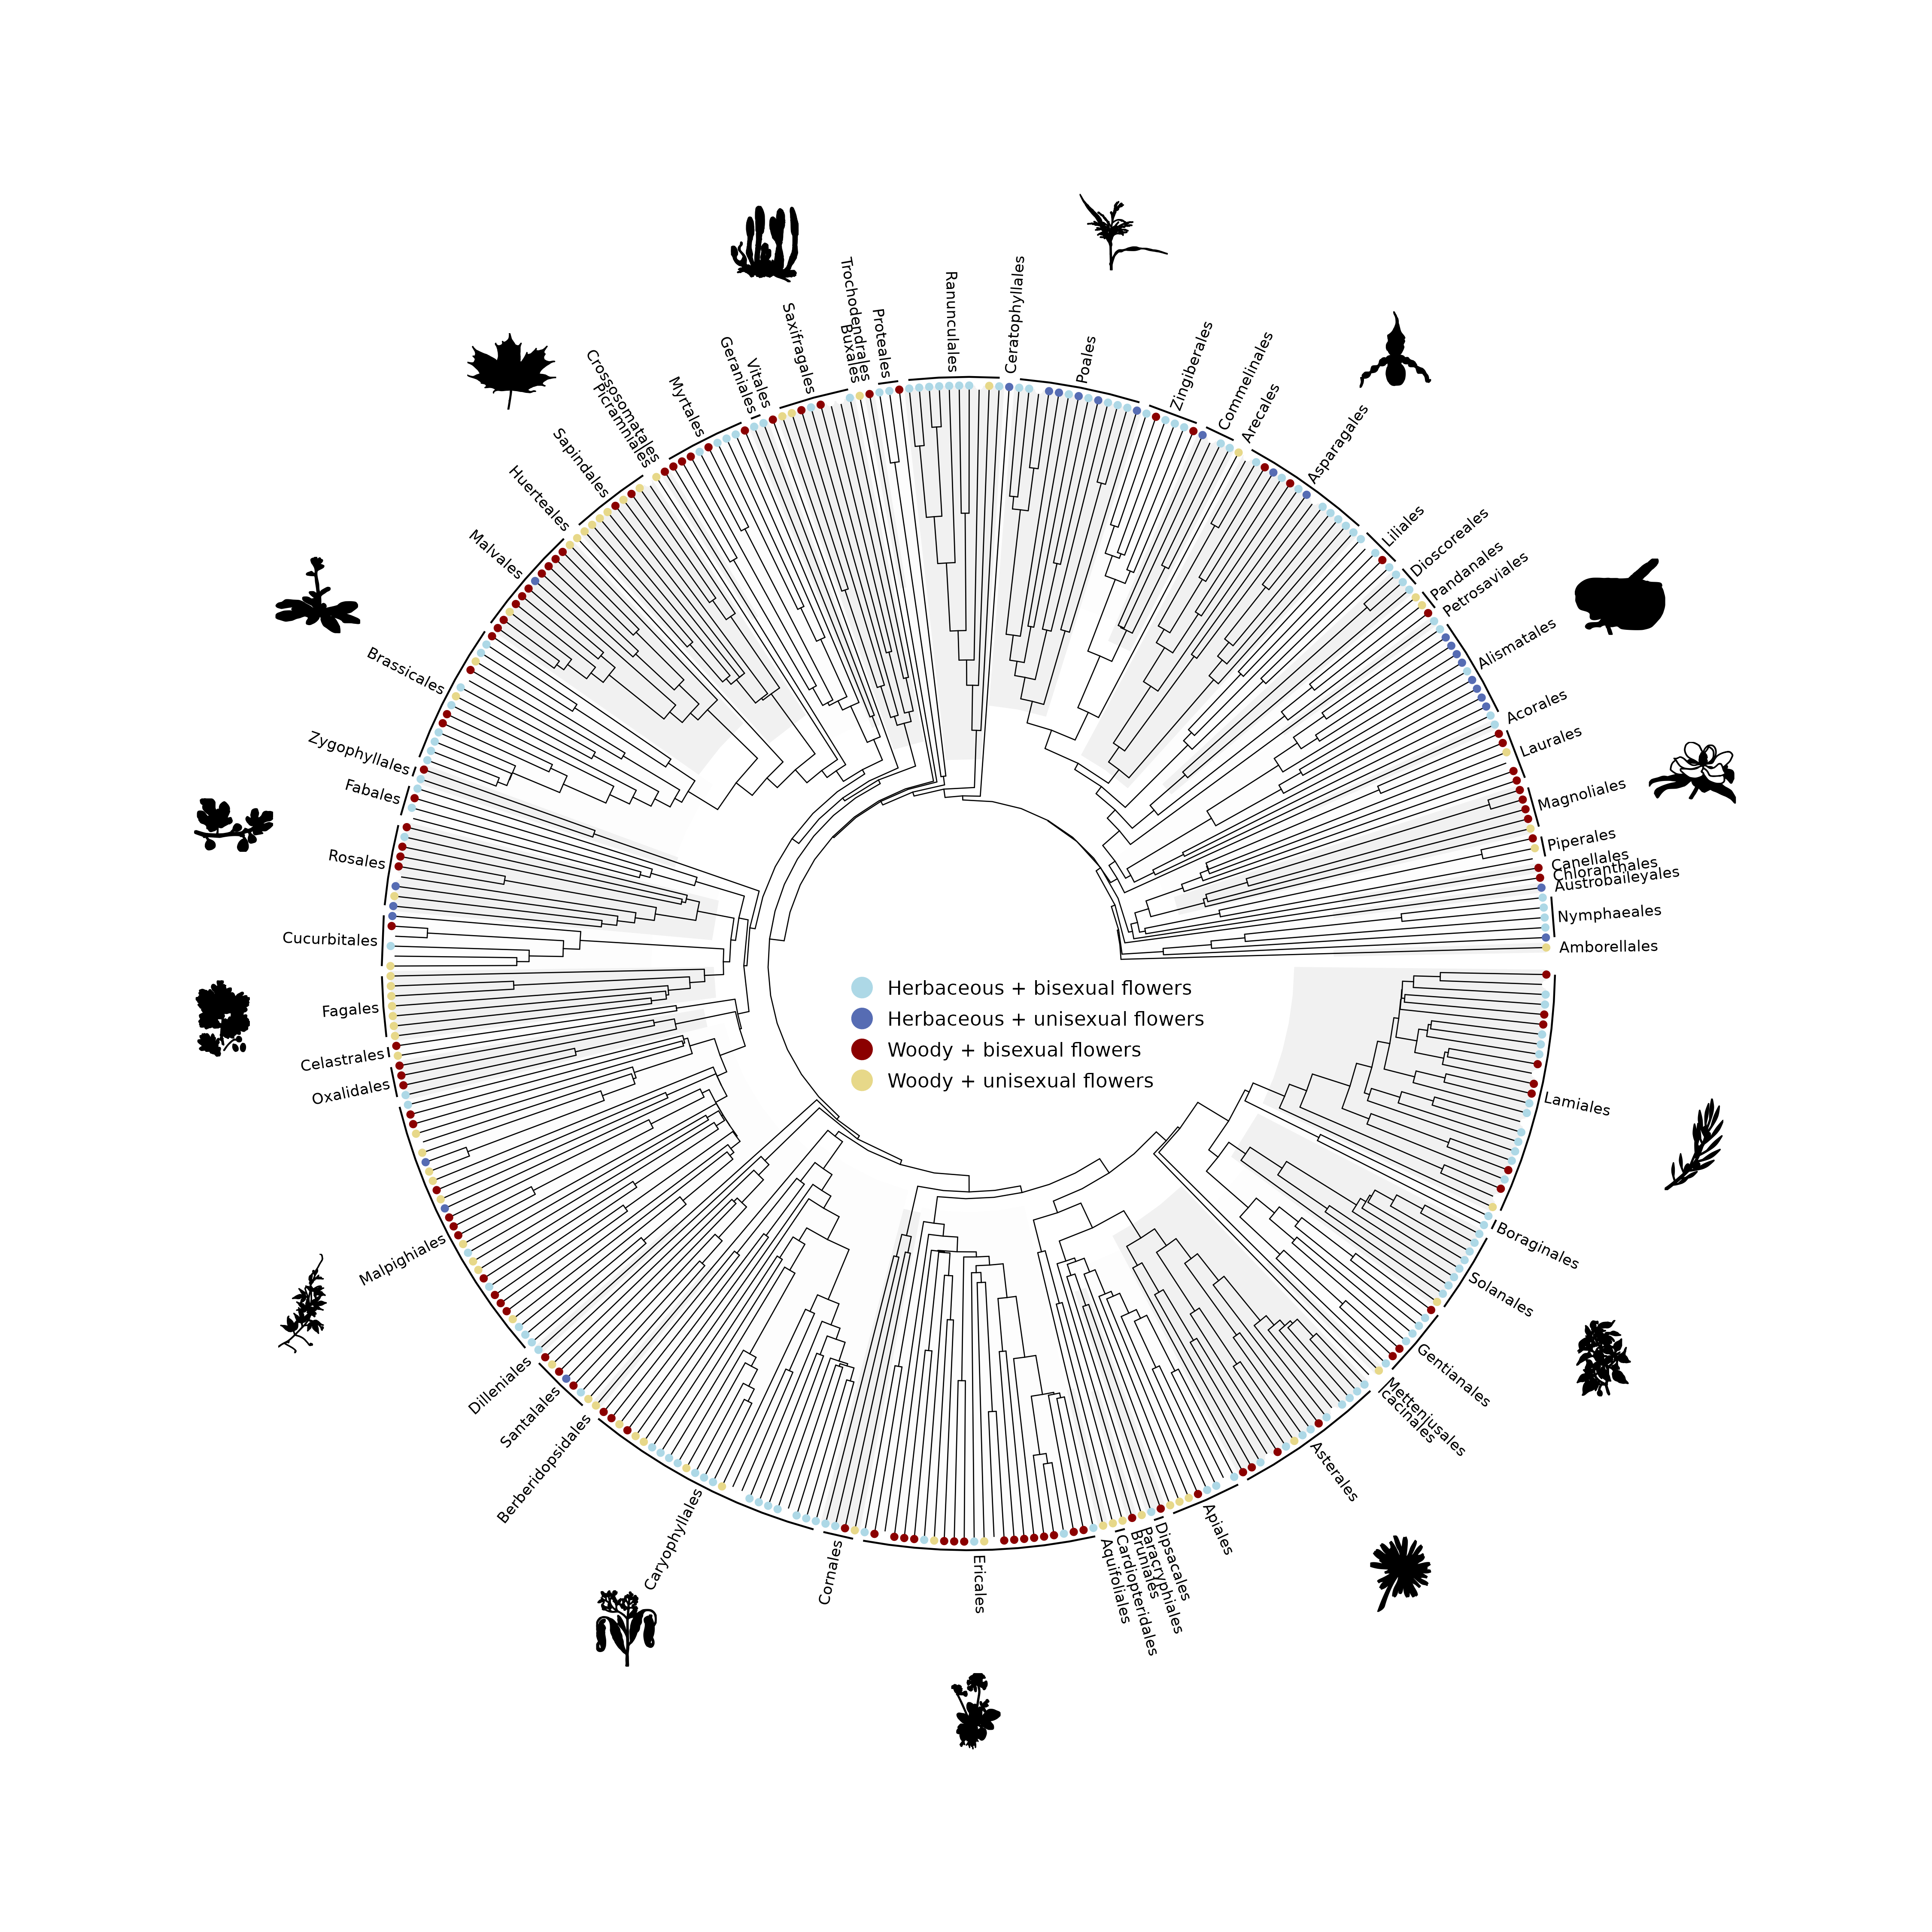 Ceratophyllales
Poales
Zingiberales
Commelinales
Arecales
Asparagales
Liliales
Dioscoreales
Pandanales
Petrosaviales
Alismatales
Acorales
Laurales
Magnoliales
Piperales
Canellales
Chloranthales
Austrobaileyales
Nymphaeales
Amborellales
Lamiales
Boraginales
Solanales
Gentianales
Metteniusales
Icacinales
Asterales
Apiales
Dipsacales
Paracryphiales
Bruniales
Cardiopteridales
Aquifoliales
Ericales
Cornales
Caryophyllales
Berberidopsidales
Santalales
Dilleniales
Malpighiales
Oxalidales
Celastrales
Fagales
Cucurbitales
Rosales
Fabales
Zygophyllales
Brassicales
Malvales
Huerteales
Sapindales
Picramniales
Crossosomatales
Myrtales
Geraniales
Vitales
Saxifragales
Buxales
Trochodendrales
Proteales
Ranunculales
Herbaceous + bisexual flowers
Herbaceous + unisexual flowers
Woody + bisexual flowers
Woody + unisexual flowers